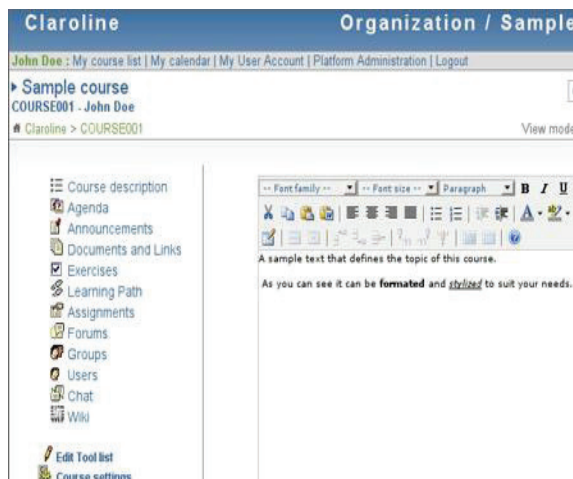 Claroline Organization / Sample
John Doe : My course list | My calendar | My User Account | Platform Administration | Logout
Sample course
COURSE001 - John Doe
Claroline > COURSE001 View mode
Course description
Agenda
Announcements
Documents and Links
Exercises
Learning Path
Assignments
Forums
Groups
Users
Chat
Wiki
Edit Tool list
Course settings
-- Font family -- -- Font size -- Paragraph B I U
A sample text that defines the topic of this course.
As you can see it can be formated and stylized to suit your needs.